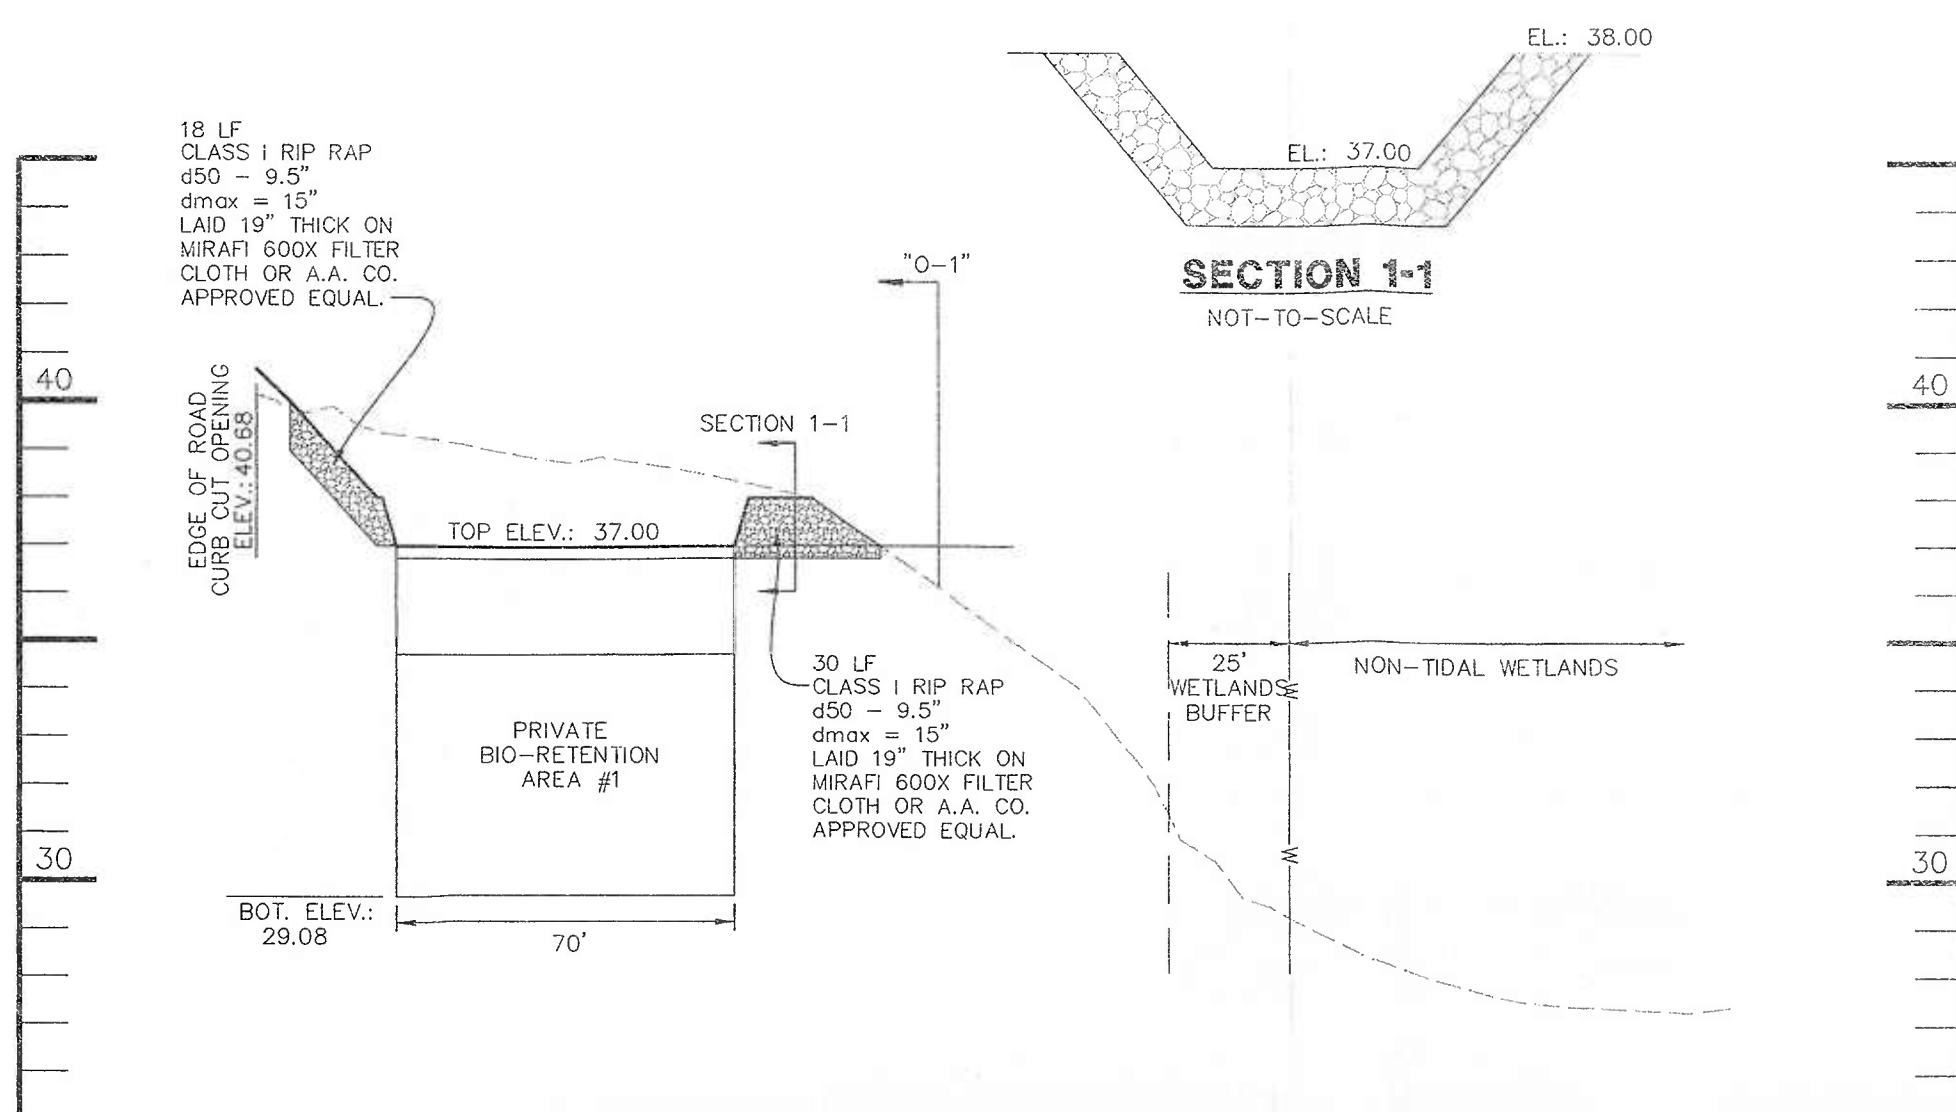 EL.: 38.00
EL.: 37.00
SECTION 1-1
NOT-TO-SCALE
18 LF
CLASS I RIP RAP
d50 - 9.5"
dmax = 15"
LAID 19" THICK ON
MIRAFI 600X FILTER
CLOTH OR A.A. CO.
APPROVED EQUAL.
"O-1"
40
40
EDGE OF ROAD
CURB CUT OPENING
ELEV.: 40.68
SECTION 1-1
TOP ELEV.: 37.00
30 LF
CLASS I RIP RAP
d50 - 9.5"
dmax = 15"
LAID 19" THICK ON
MIRAFI 600X FILTER
CLOTH OR A.A. CO.
APPROVED EQUAL.
25'
WETLANDS
BUFFER
NON-TIDAL WETLANDS
PRIVATE
BIO-RETENTION
AREA #1
30
30
BOT. ELEV.:
29.08
70'